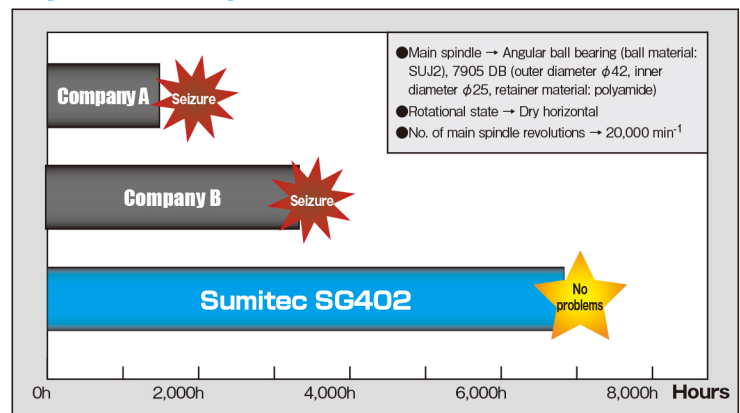 ●Main spindle → Angular ball bearing (ball material:
SUJ2), 7905 DB (outer diameter φ42, inner
diameter φ25, retainer material: polyamide)
●Rotational state → Dry horizontal
●No. of main spindle revolutions → 20,000 min-1
Company A
Seizure
Company B
Seizure
Sumitec SG402
No
problems
0h 2,000h 4,000h 6,000h 8,000h Hours